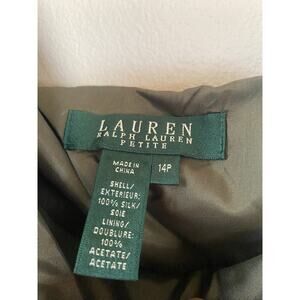 LAUREN
RALPH LAUREN
PETITE
MADE IN
CHINA
14P
SHELL/
EXTERIEUR:
100% SILK/
SOIE
LINING/
DOUBLURE:
100%
ACETATE/
ACETATE